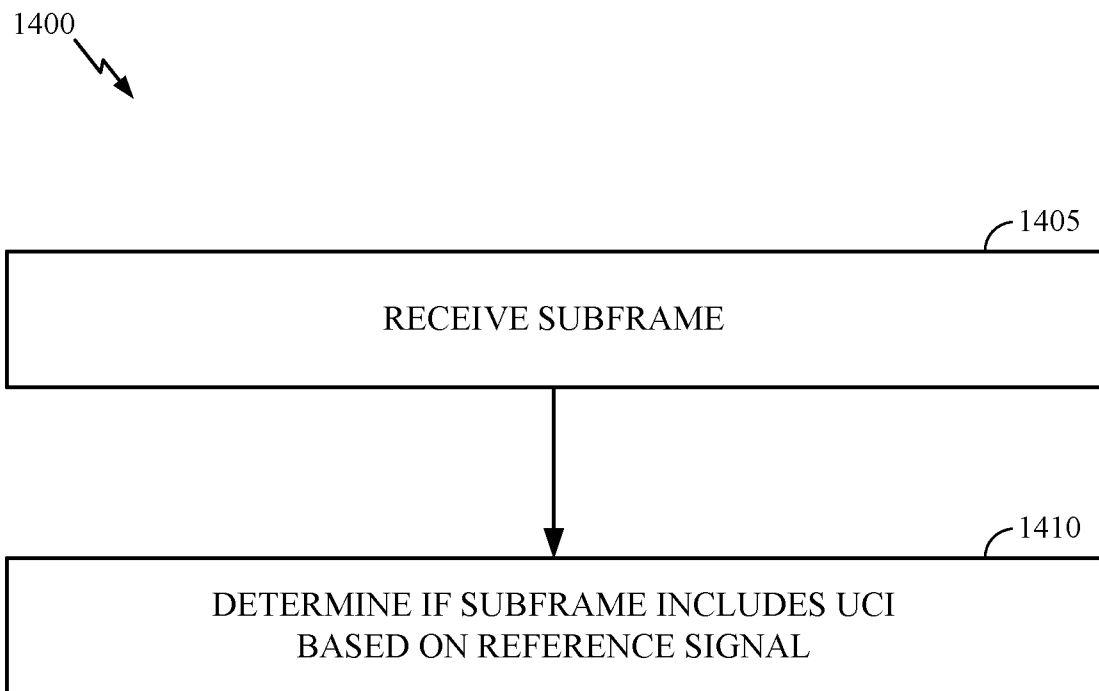 1400
1405
RECEIVE SUBFRAME
1410
DETERMINE IF SUBFRAME INCLUDES UCI
BASED ON REFERENCE SIGNAL